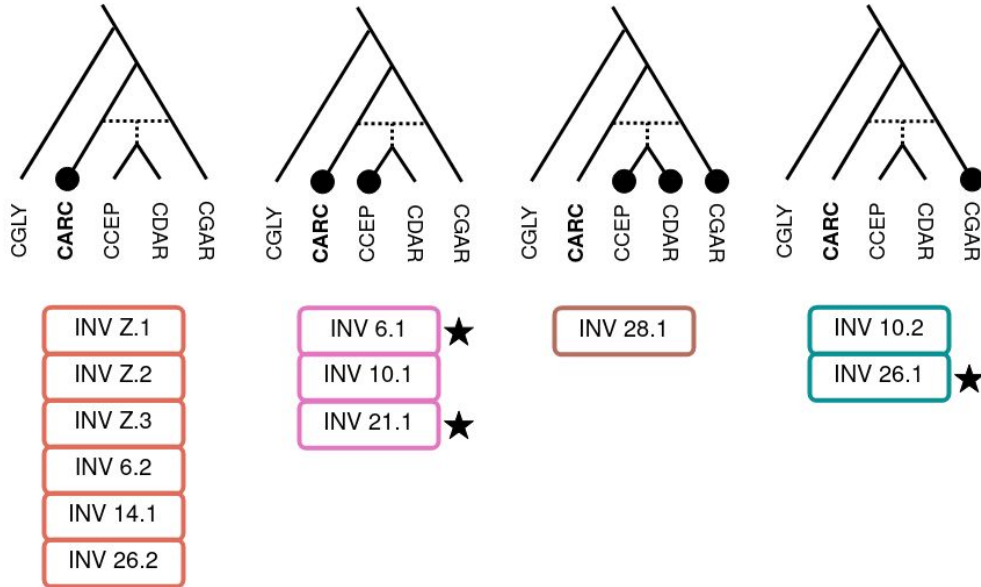 CGLY
CARC
CCEP
CDAR
CGAR
CGLY
CARC
CCEP
CDAR
CGAR
CGLY
CARC
CCEP
CDAR
CGAR
CGLY
CARC
CCEP
CDAR
CGAR
INV Z.1
INV Z.2
INV Z.3
INV 6.2
INV 14.1
INV 26.2
INV 6.1
INV 10.1
INV 21.1
INV 28.1
INV 10.2
INV 26.1